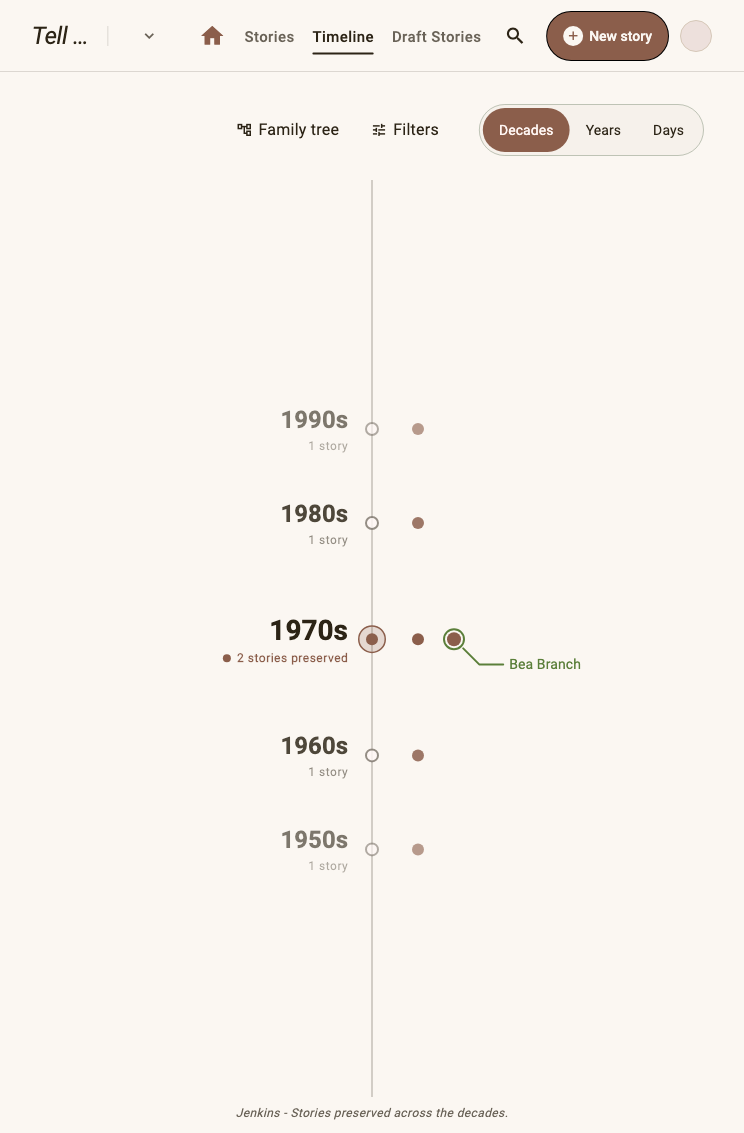 Tell ...
Stories
Timeline
Draft Stories
New story
Family tree
Filters
Decades
Years
Days
1990s
1 story
1980s
1 story
1970s
2 stories preserved
Bea Branch
1960s
1 story
1950s
1 story
Jenkins - Stories preserved across the decades.